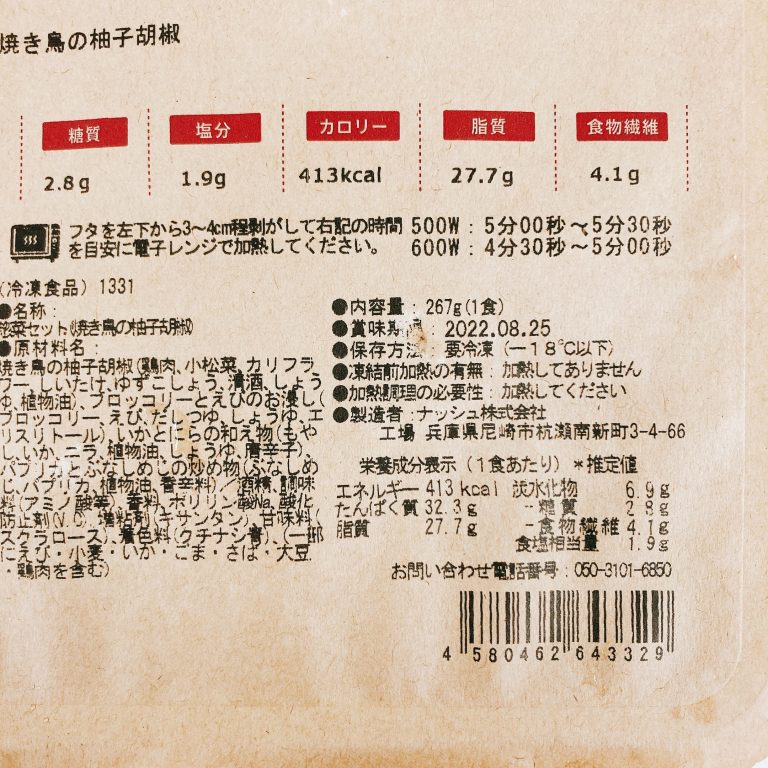 焼き鳥の柚子胡椒
糖質 塩分 カロリー 脂質 食物繊維
2.8g 1.9g 413kcal 27.7g 4.1g
フタを左下から3〜4cm程剥がして右記の時間
を目安に電子レンジで加熱してください。
500W：5分00秒〜5分30秒
600W：4分30秒〜5分00秒
(冷凍食品) 1331
●名称：
惣菜セット(焼き鳥の柚子胡椒)
●原材料名：
焼き鳥の柚子胡椒(鶏肉、小松菜、カリフラ
ワー、しいたけ、ゆずこしょう、清酒、しょう
ゆ、植物油)、ブロッコリーとえびのお浸し(
ブロッコリー、えび、だしつゆ、しょうゆ、エ
リスリトール)、いかとにらの和え物(もや
し、いか、ニラ、植物油、しょうゆ、唐辛子)、
パプリカとぶなしめじの炒め物(ぶなしめ
じ、パプリカ、植物油、香辛料)／酒精、調味
料(アミノ酸等)、香料、ポリリン酸Na、酸化
防止剤(V.C)、増粘剤(キサンタン)、甘味料(
スクラロース)、着色料(クチナシ)、(一部
にえび・小麦・いか・ごま・さば・大豆
・鶏肉を含む)
●内容量：267g(1食)
●賞味期限：2022.08.25
●保存方法：要冷凍(－18℃以下)
●凍結前加熱の有無：加熱してありません
●加熱調理の必要性：加熱してください
●製造者：ナッシュ株式会社
工場 兵庫県尼崎市杭瀬南新町3-4-66
栄養成分表示(1食あたり)＊推定値
エネルギー 413kcal 炭水化物 6.9g
たんぱく質 32.3g －糖質 2.8g
脂質 27.7g －食物繊維 4.1g
食塩相当量 1.9g
お問い合わせ電話番号：050-3101-6850
4 580462 643329